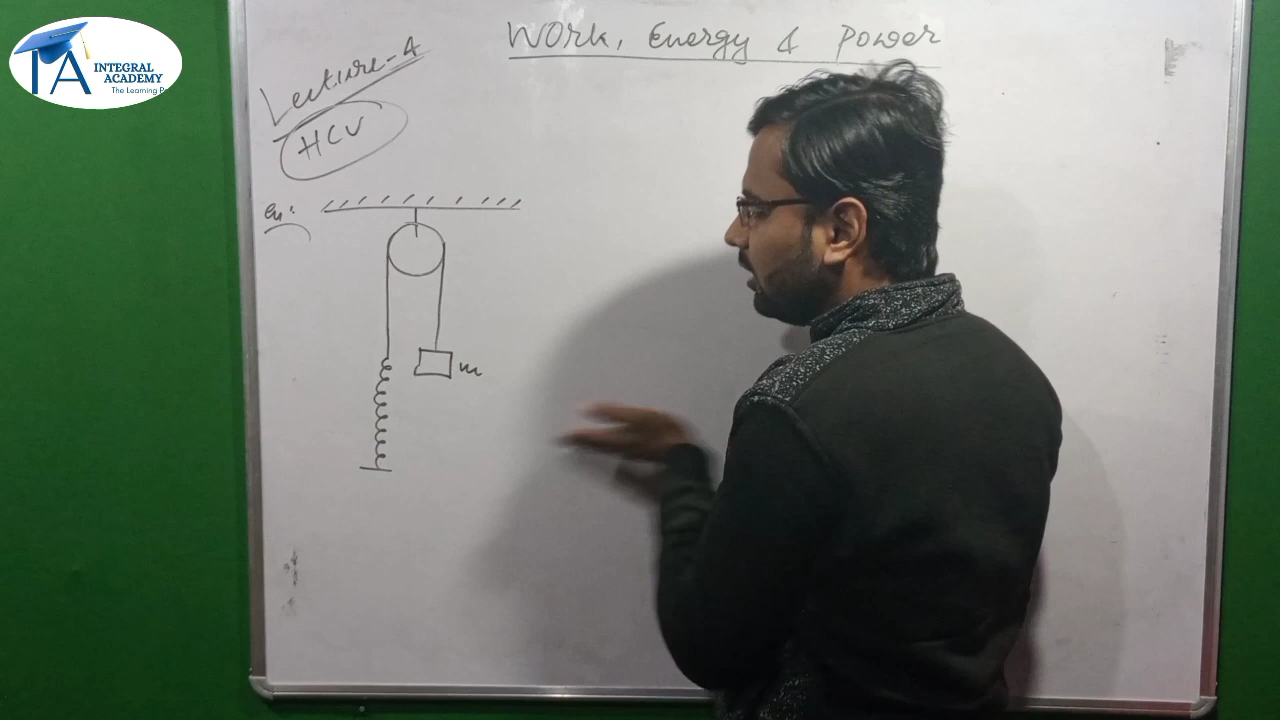 INTEGRAL
ACADEMY
The Learning P
Work, Energy & Power
Lecture-4
HCV
Ex:
m